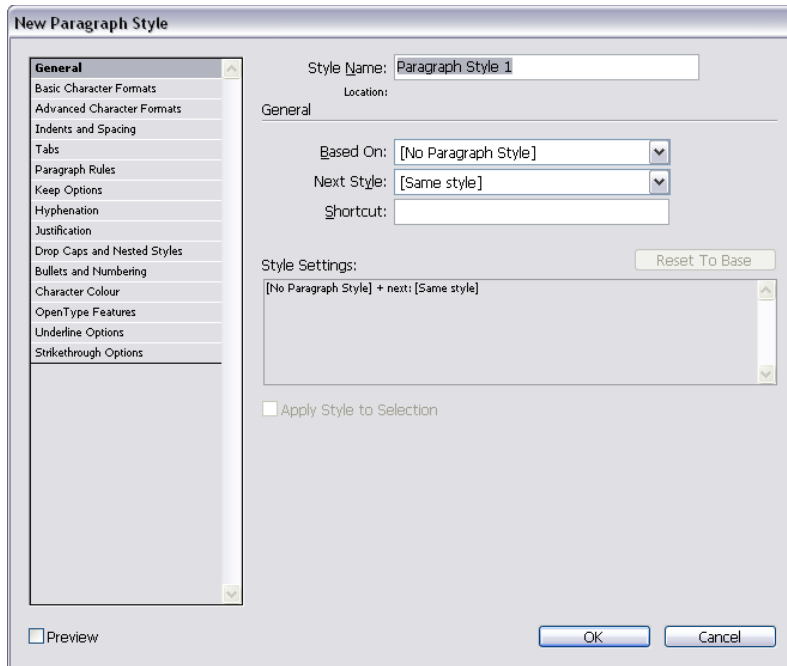 New Paragraph Style
General
Basic Character Formats
Advanced Character Formats
Indents and Spacing
Tabs
Paragraph Rules
Keep Options
Hyphenation
Justification
Drop Caps and Nested Styles
Bullets and Numbering
Character Colour
OpenType Features
Underline Options
Strikethrough Options
Style Name: Paragraph Style 1
Location:
General
Based On: [No Paragraph Style]
Next Style: [Same style]
Shortcut:
Style Settings:
Reset To Base
[No Paragraph Style] + next: [Same style]
Apply Style to Selection
Preview
OK
Cancel